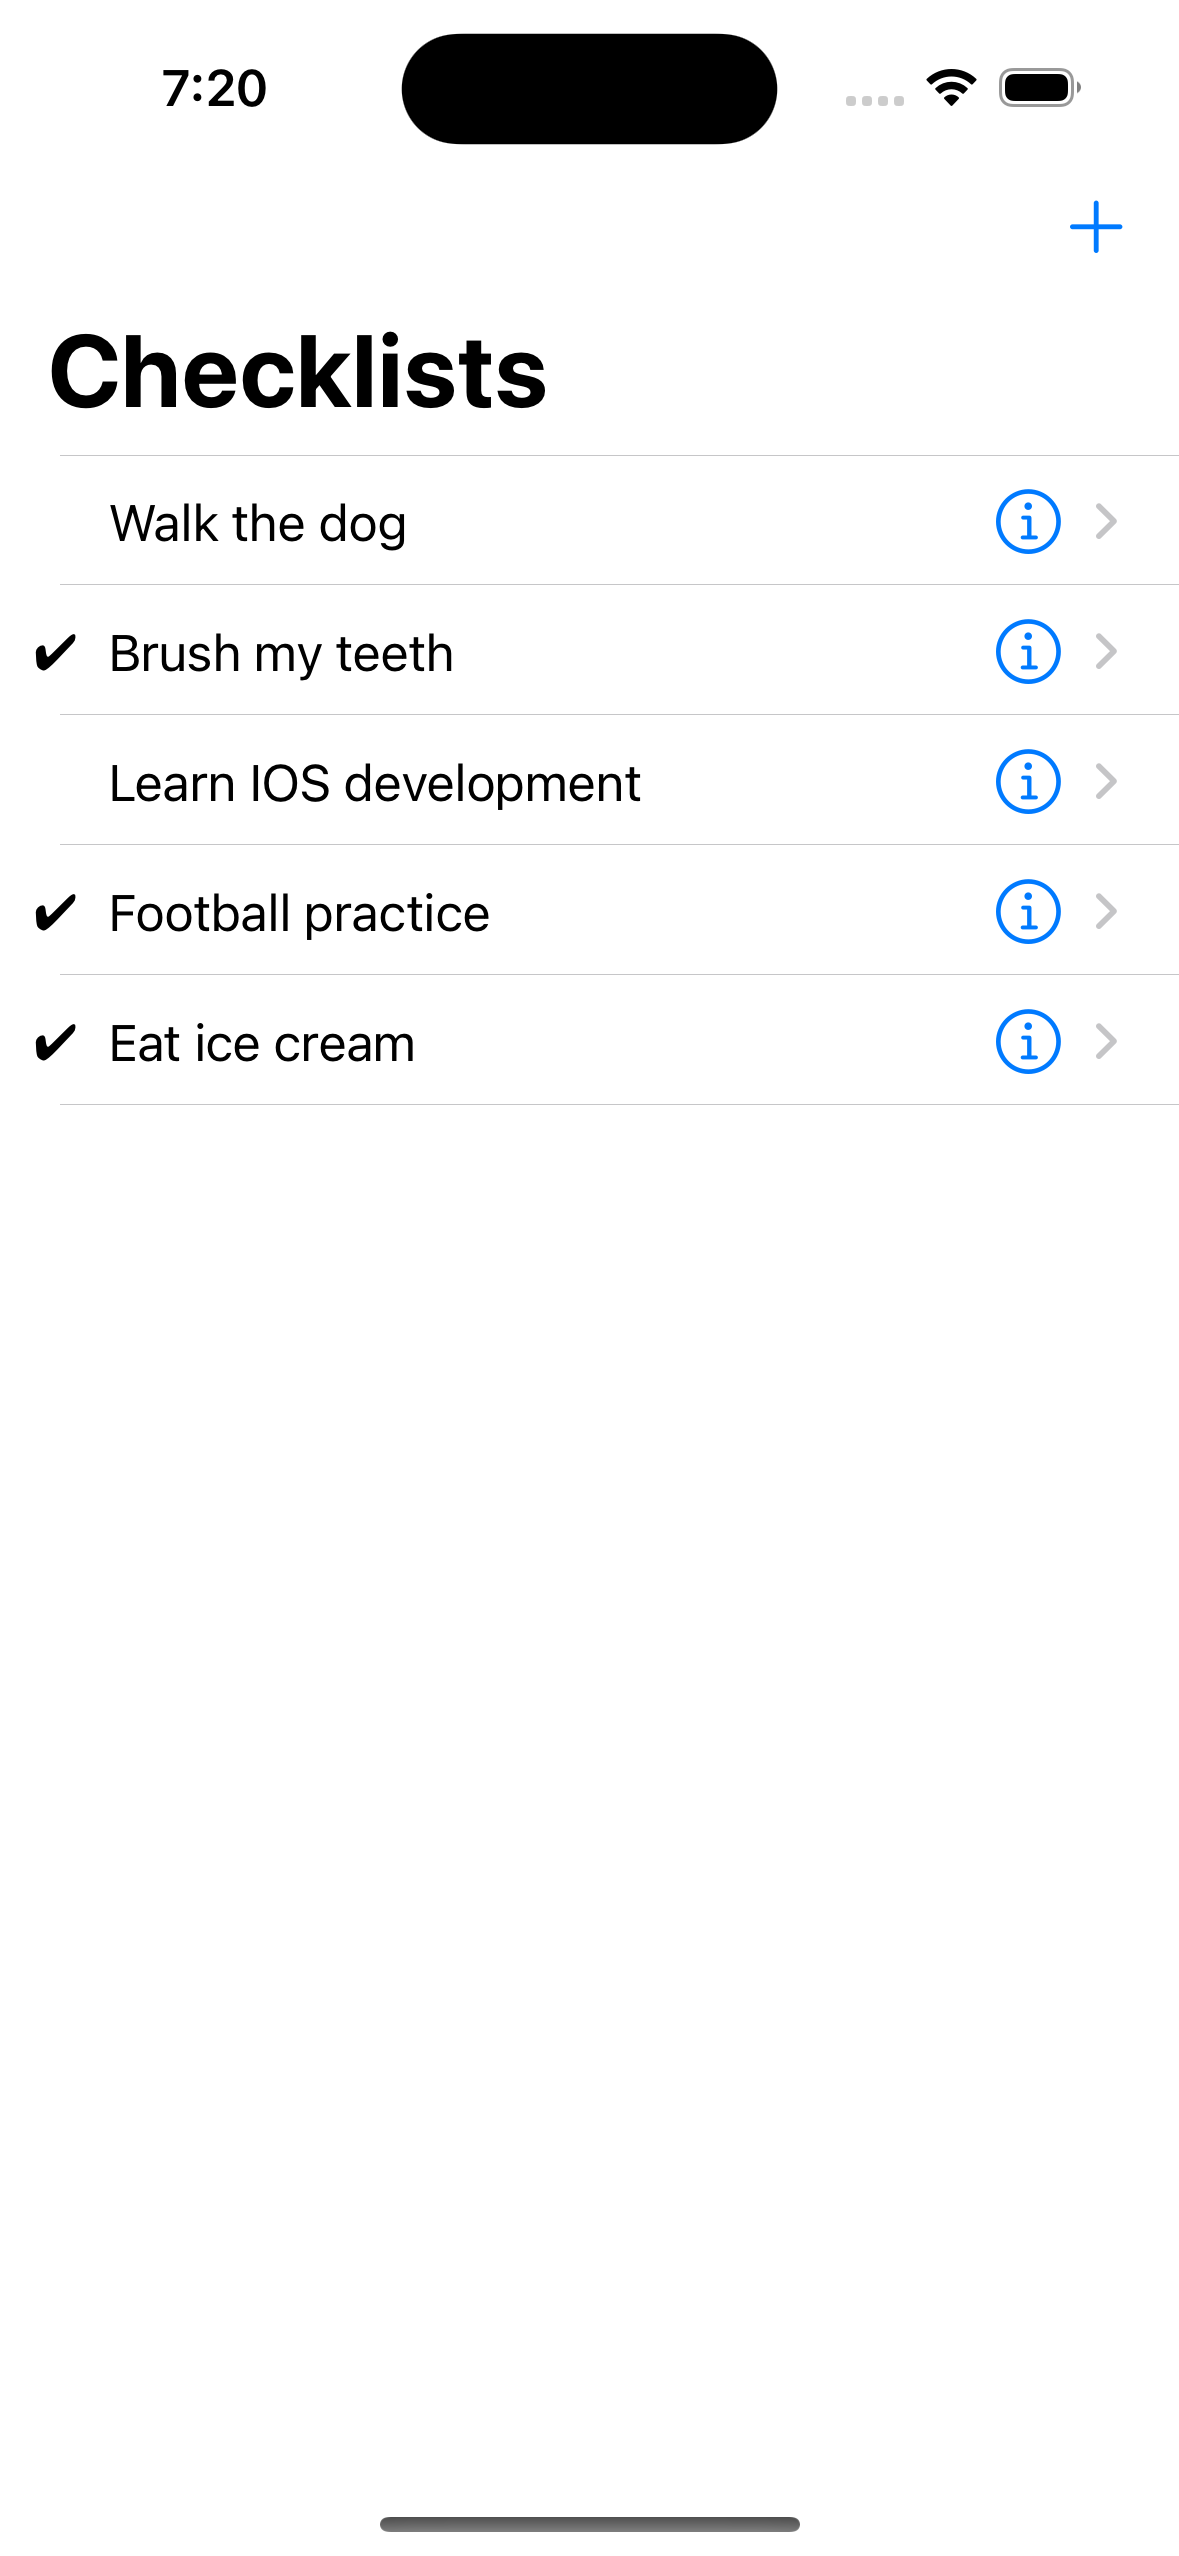 7:20
Checklists
Walk the dog
✔ Brush my teeth
Learn IOS development
✔ Football practice
✔ Eat ice cream